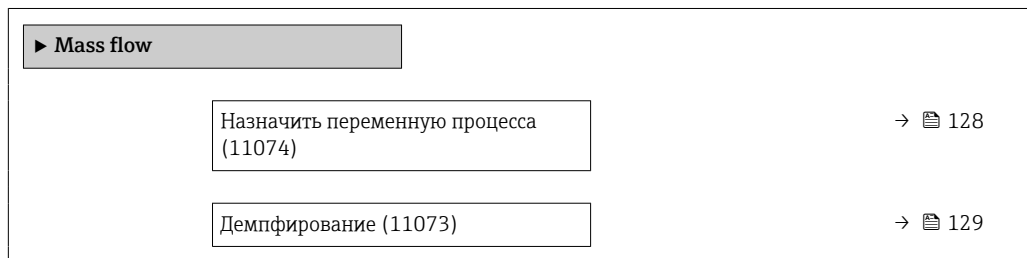 ▶ Mass flow
Назначить переменную процесса → 128
(11074)
Демпфирование (11073) → 129